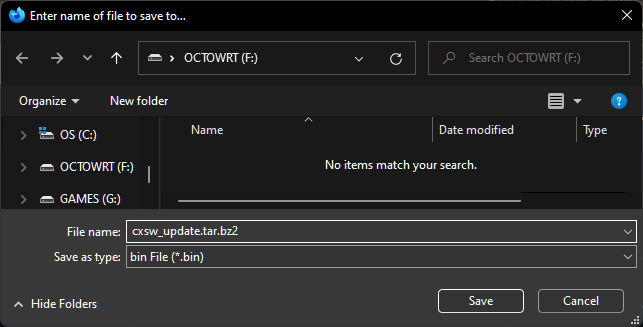 Enter name of file to save to...
OCTOWRT (F:)
Search OCTOWRT (F:)
Organize
New folder
?
OS (C:)
OCTOWRT (F:)
GAMES (G:)
Name
Date modified
Type
No items match your search.
File name:
cxsw_update.tar.bz2
Save as type:
bin File (*.bin)
Hide Folders
Save
Cancel